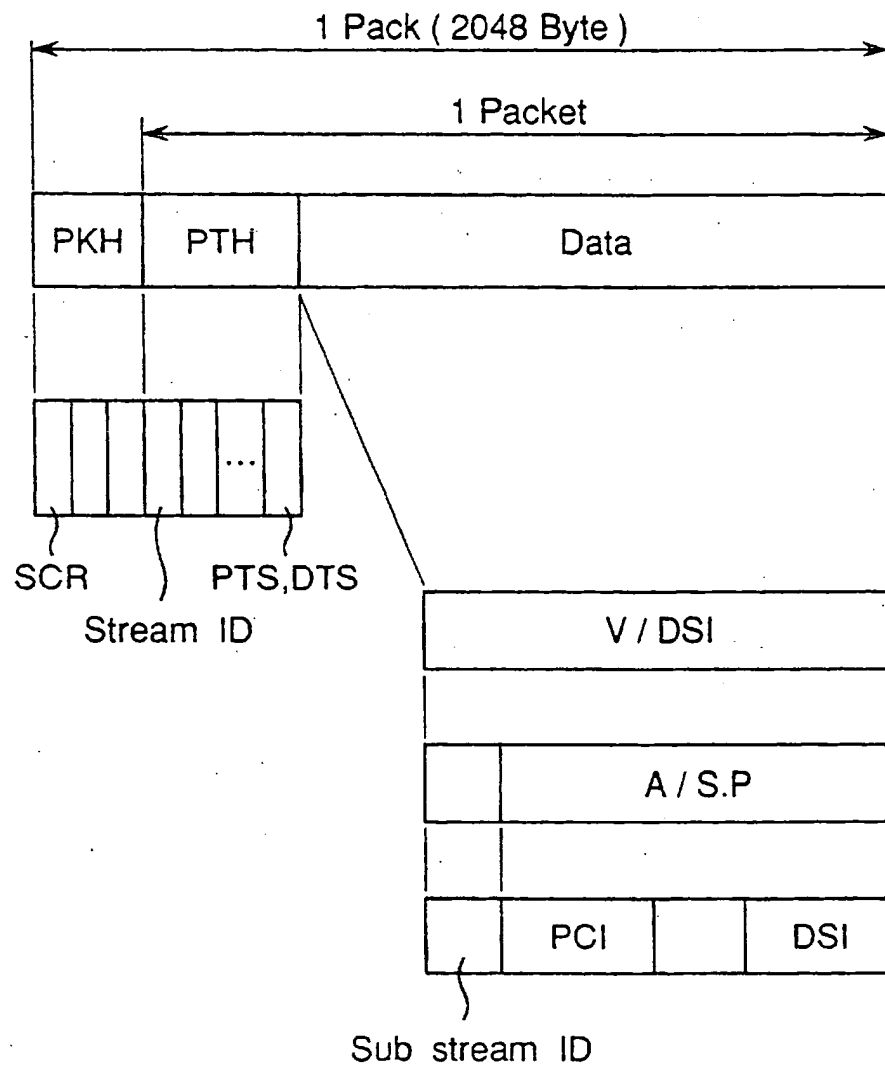 1 Pack ( 2048 Byte )
1 Packet
PKH PTH Data
...
SCR PTS,DTS
Stream ID
V / DSI
A / S.P
PCI DSI
Sub stream ID